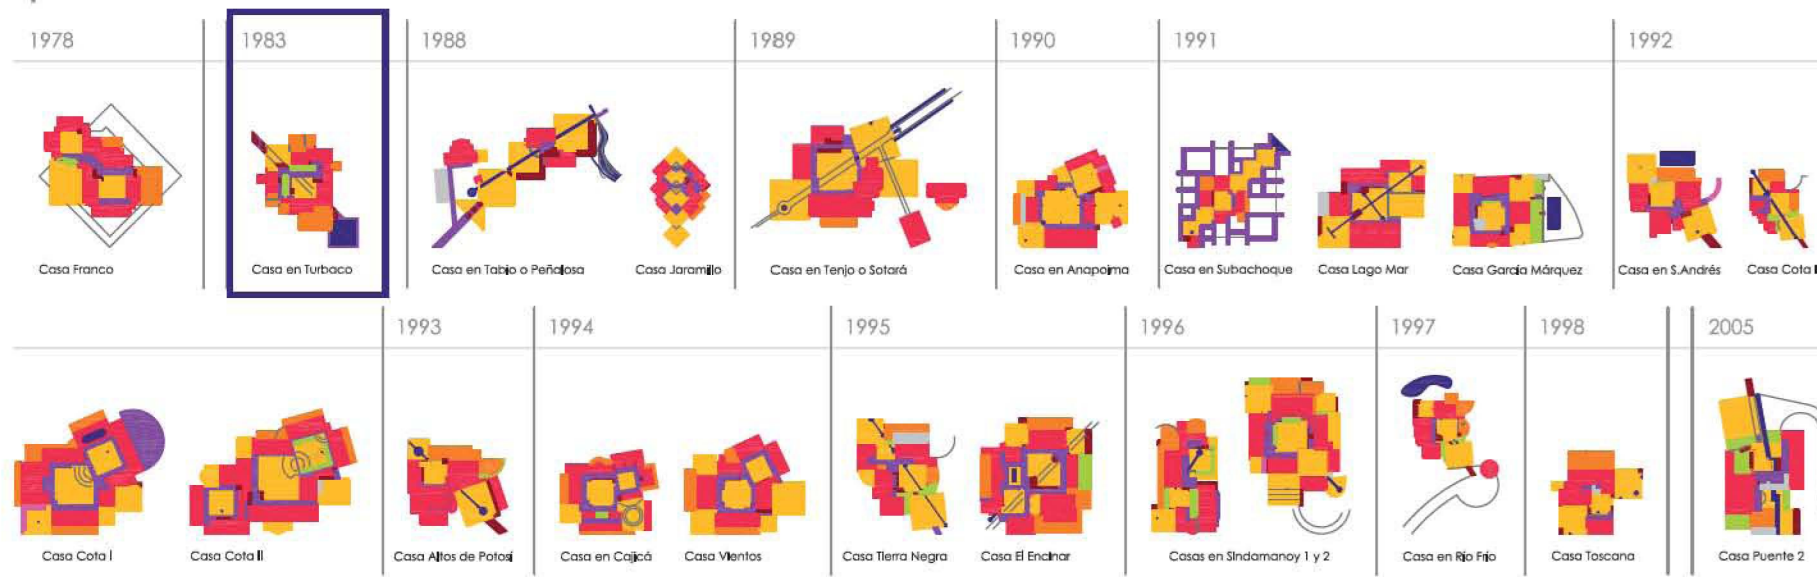 1978 1983 1988 1989 1990 1991 1992
Casa Franco Casa en Turbaco Casa en Tabio o Peñalosa Casa Jaramillo Casa en Tenjo o Sotará Casa en Anapoima Casa en Subachoque Casa Lago Mar Casa García Márquez Casa en S.Andrés Casa Cota
1993 1994 1995 1996 1997 1998 2005
Casa Cota I Casa Cota II Casa Altos de Potosí Casa en Cajicá Casa Vientos Casa Tierra Negra Casa El Encinar Casas en Sindamanoy 1 y 2 Casa en Rio Frio Casa Toscana Casa Puente 2